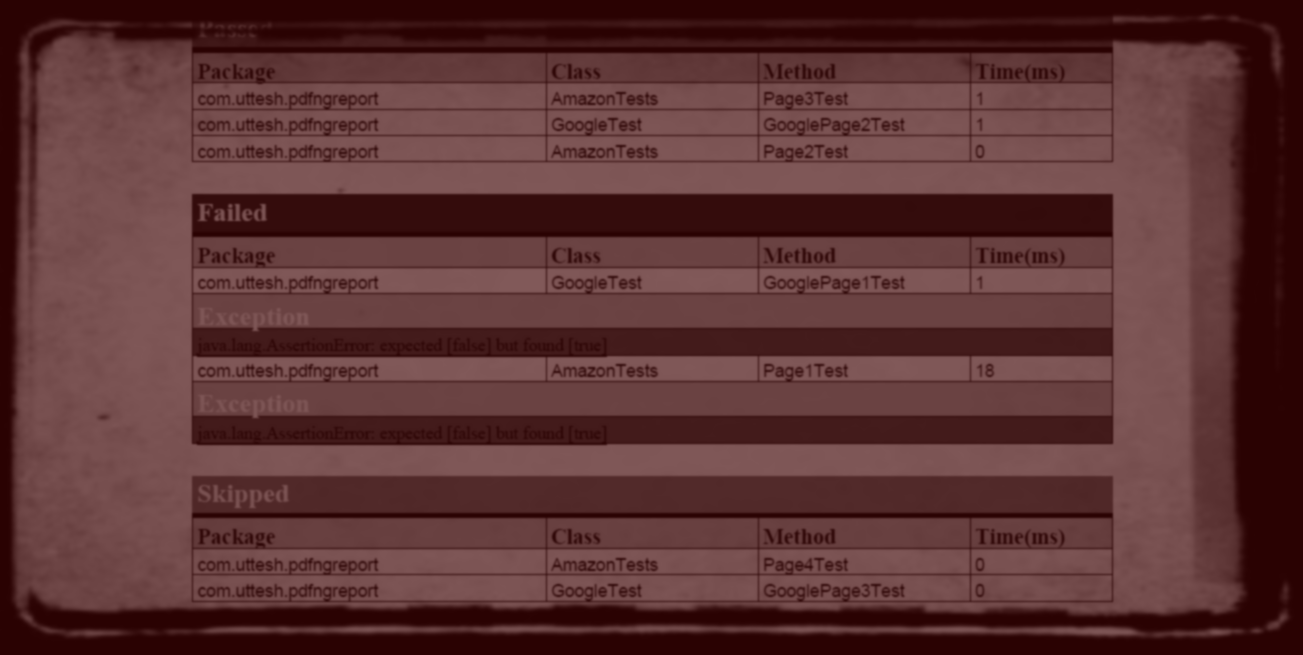 Passed
Package Class Method Time(ms)
com.uttesh.pdfngreport AmazonTests Page3Test 1
com.uttesh.pdfngreport GoogleTest GooglePage2Test 1
com.uttesh.pdfngreport AmazonTests Page2Test 0
Failed
Package Class Method Time(ms)
com.uttesh.pdfngreport GoogleTest GooglePage1Test 1
Exception
java.lang.AssertionError: expected [false] but found [true]
com.uttesh.pdfngreport AmazonTests Page1Test 18
Exception
java.lang.AssertionError: expected [false] but found [true]
Skipped
Package Class Method Time(ms)
com.uttesh.pdfngreport AmazonTests Page4Test 0
com.uttesh.pdfngreport GoogleTest GooglePage3Test 0